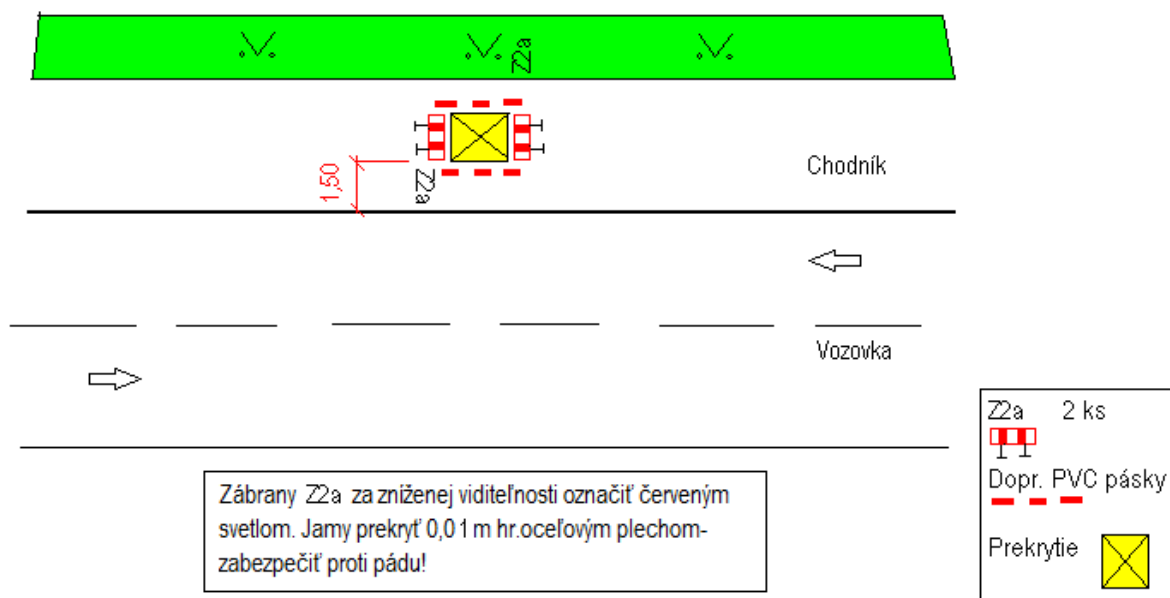 Z2a
Chodník
1,50
Z2a
Vozovka
Z2a 2 ks
Dopr. PVC pásky
Prekrytie
Zábrany Z2a za zníženej viditeľnosti označiť červeným
svetlom. Jamy prekryť 0,01 m hr.oceľovým plechom-
zabezpečiť proti pádu!